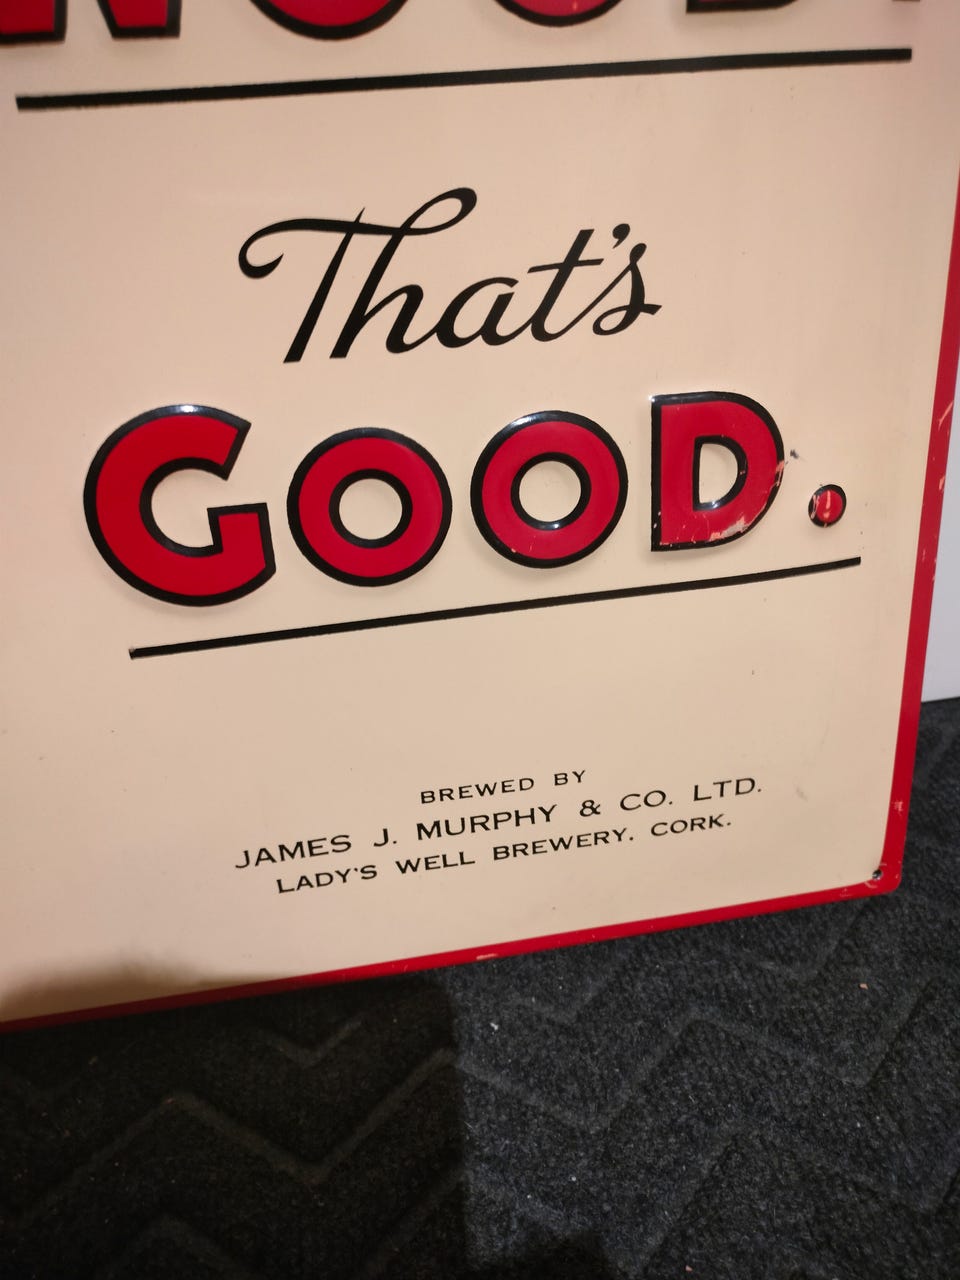 That's
GOOD.
BREWED BY
JAMES J. MURPHY & CO. LTD.
LADY'S WELL BREWERY. CORK.